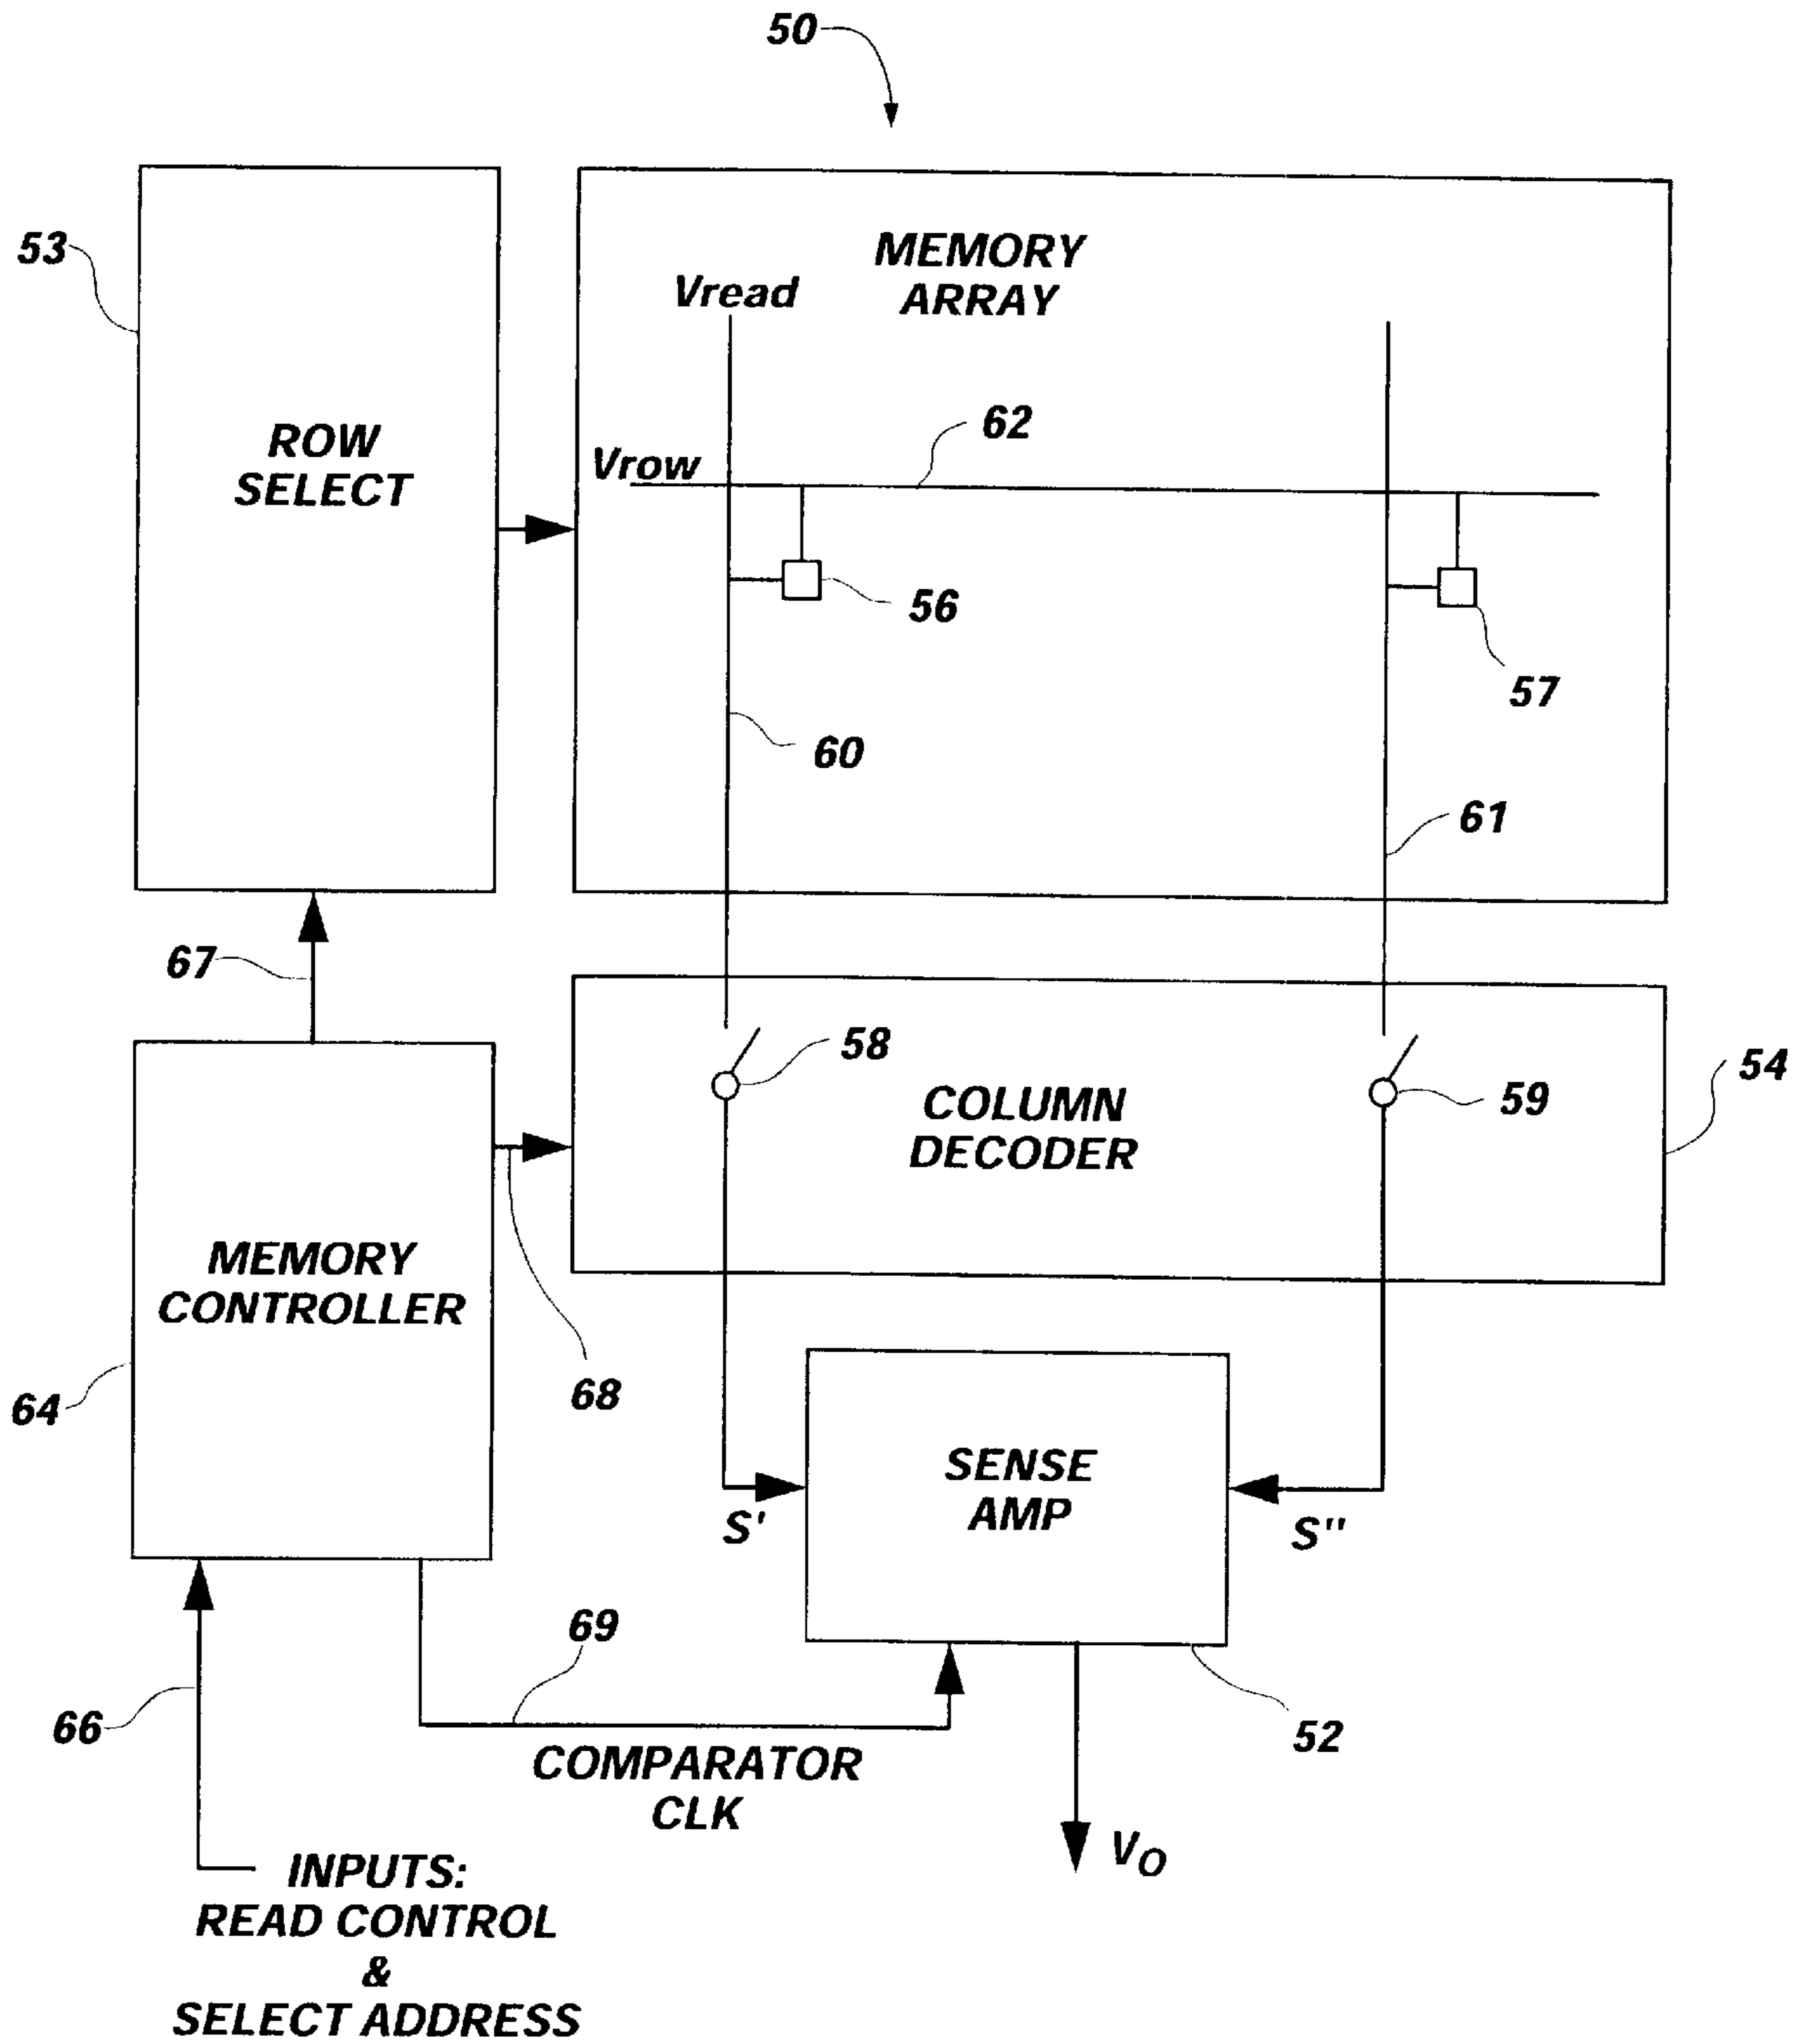 50
53
MEMORY
ARRAY
Vread
ROW
SELECT
62
Vrow
56
57
60
61
67
58
54
COLUMN
DECODER
59
MEMORY
CONTROLLER
68
64
SENSE
AMP
S'
S''
69
66
52
COMPARATOR
CLK
VO
INPUTS:
READ CONTROL
&
SELECT ADDRESS